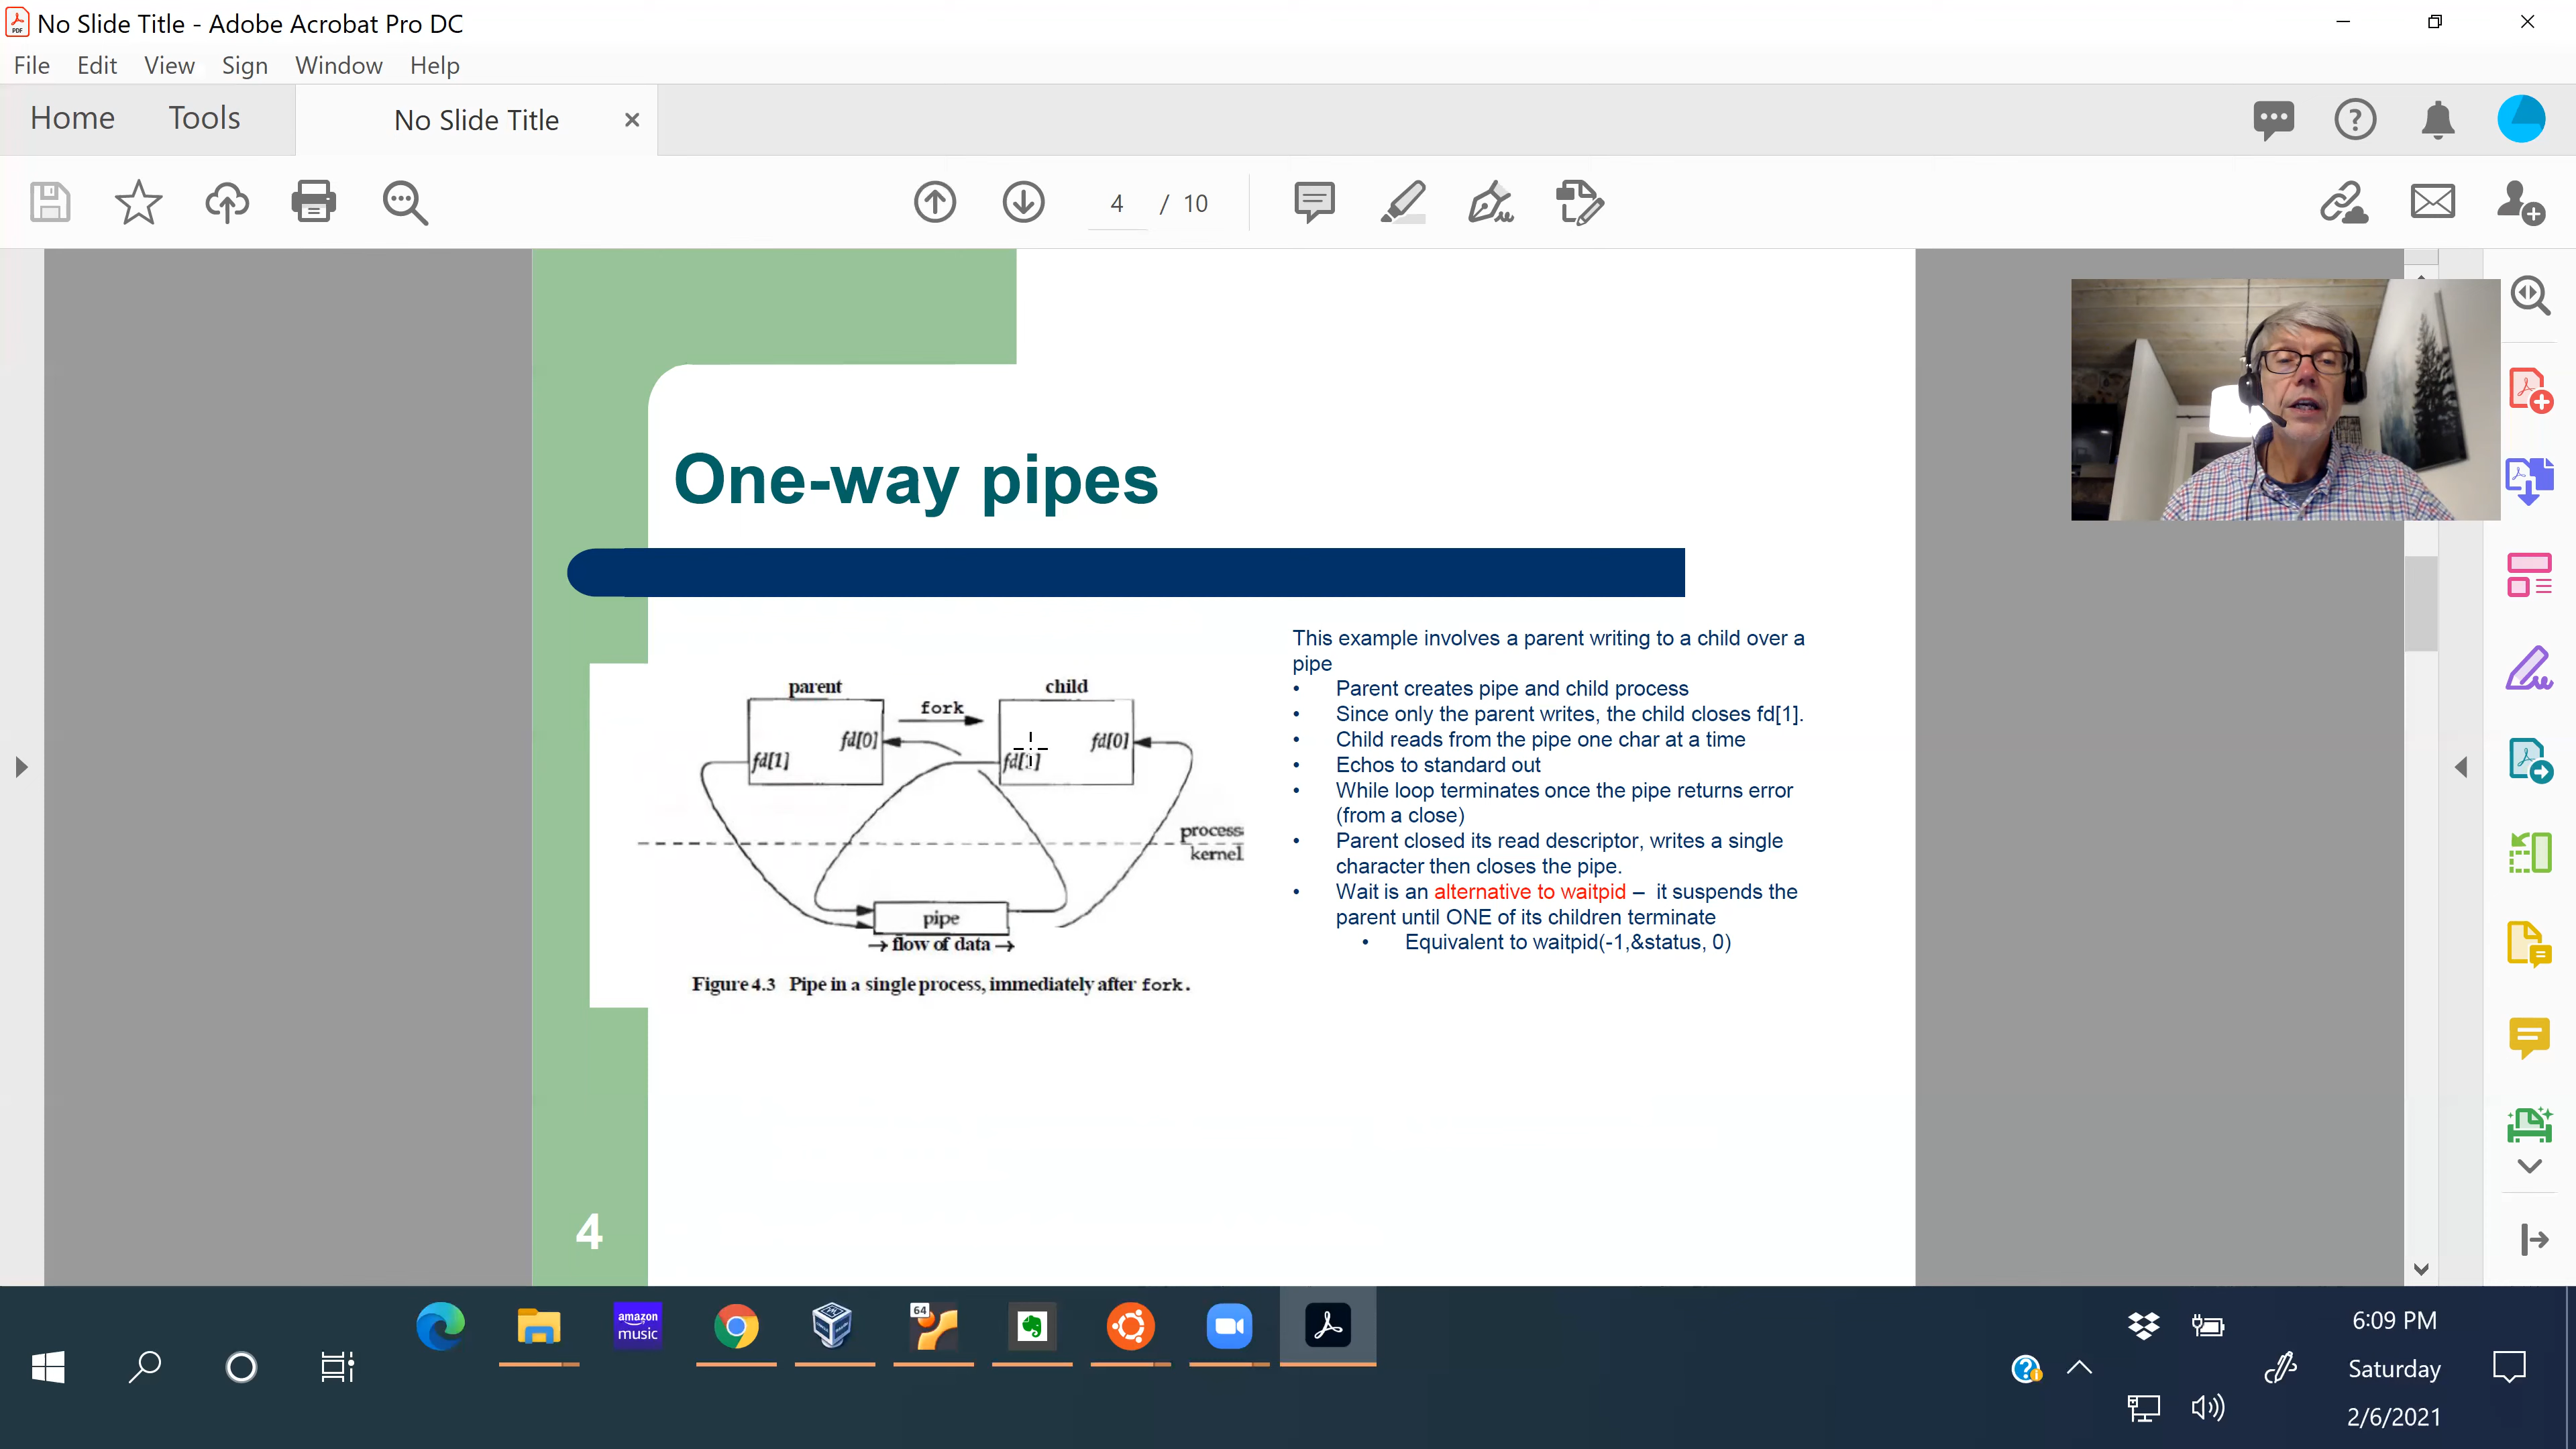 No Slide Title - Adobe Acrobat Pro DC
File Edit View Sign Window Help
Home Tools No Slide Title
4 / 10
One-way pipes
parent
child
fork
fd[0]
fd[1]
fd[0]
fd[1]
process
kernel
pipe
→ flow of data →
Figure 4.3 Pipe in a single process, immediately after fork.
This example involves a parent writing to a child over a
pipe
• Parent creates pipe and child process
• Since only the parent writes, the child closes fd[1].
• Child reads from the pipe one char at a time
• Echos to standard out
• While loop terminates once the pipe returns error
(from a close)
• Parent closed its read descriptor, writes a single
character then closes the pipe.
• Wait is an alternative to waitpid – it suspends the
parent until ONE of its children terminate
• Equivalent to waitpid(-1,&status, 0)
4
amazon
music
64
6:09 PM
Saturday
2/6/2021